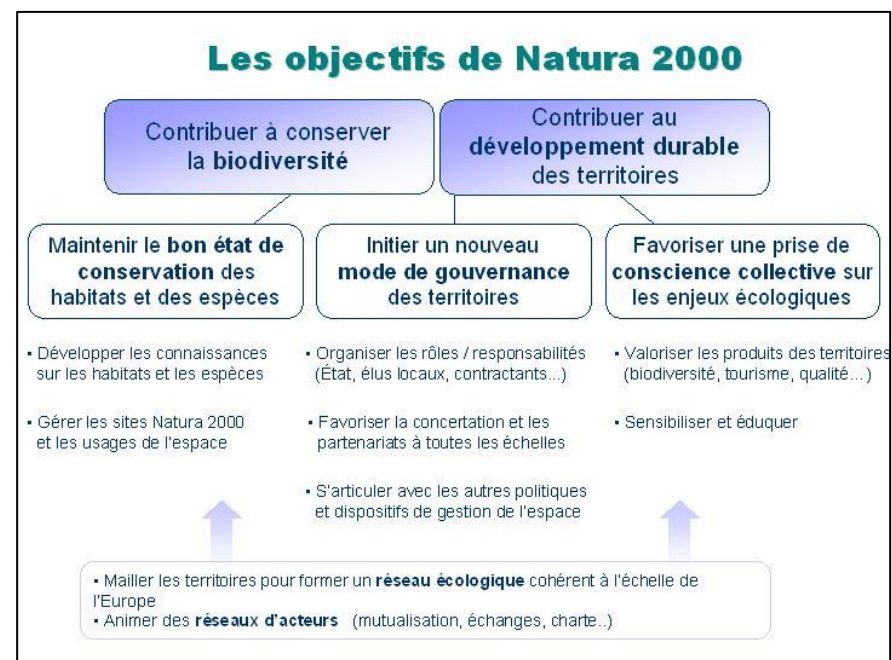 Les objectifs de Natura 2000
Contribuer à conserver
la biodiversité
Contribuer au
développement durable
des territoires
Maintenir le bon état de
conservation des
habitats et des espèces
Initier un nouveau
mode de gouvernance
des territoires
Favoriser une prise de
conscience collective sur
les enjeux écologiques
▪ Développer les connaissances
sur les habitats et les espèces
▪ Gérer les sites Natura 2000
et les usages de l'espace
▪ Organiser les rôles / responsabilités
(État, élus locaux, contractants...)
▪ Favoriser la concertation et les
partenariats à toutes les échelles
▪ S'articuler avec les autres politiques
et dispositifs de gestion de l'espace
▪ Valoriser les produits des territoires
(biodiversité, tourisme, qualité...)
▪ Sensibiliser et éduquer
▪ Mailler les territoires pour former un réseau écologique cohérent à l'échelle de
l'Europe
▪ Animer des réseaux d'acteurs (mutualisation, échanges, charte..)